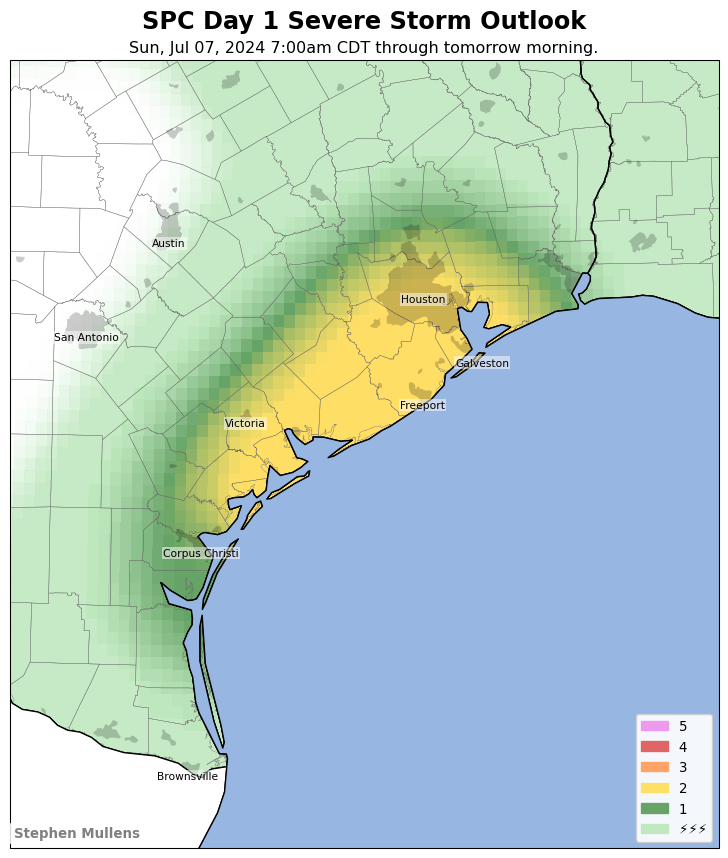 SPC Day 1 Severe Storm Outlook
Sun, Jul 07, 2024 7:00am CDT through tomorrow morning.
Austin
Houston
San Antonio
Galveston
Freeport
Victoria
Corpus Christi
Brownsville
5
4
3
2
1
⚡⚡⚡
Stephen Mullens